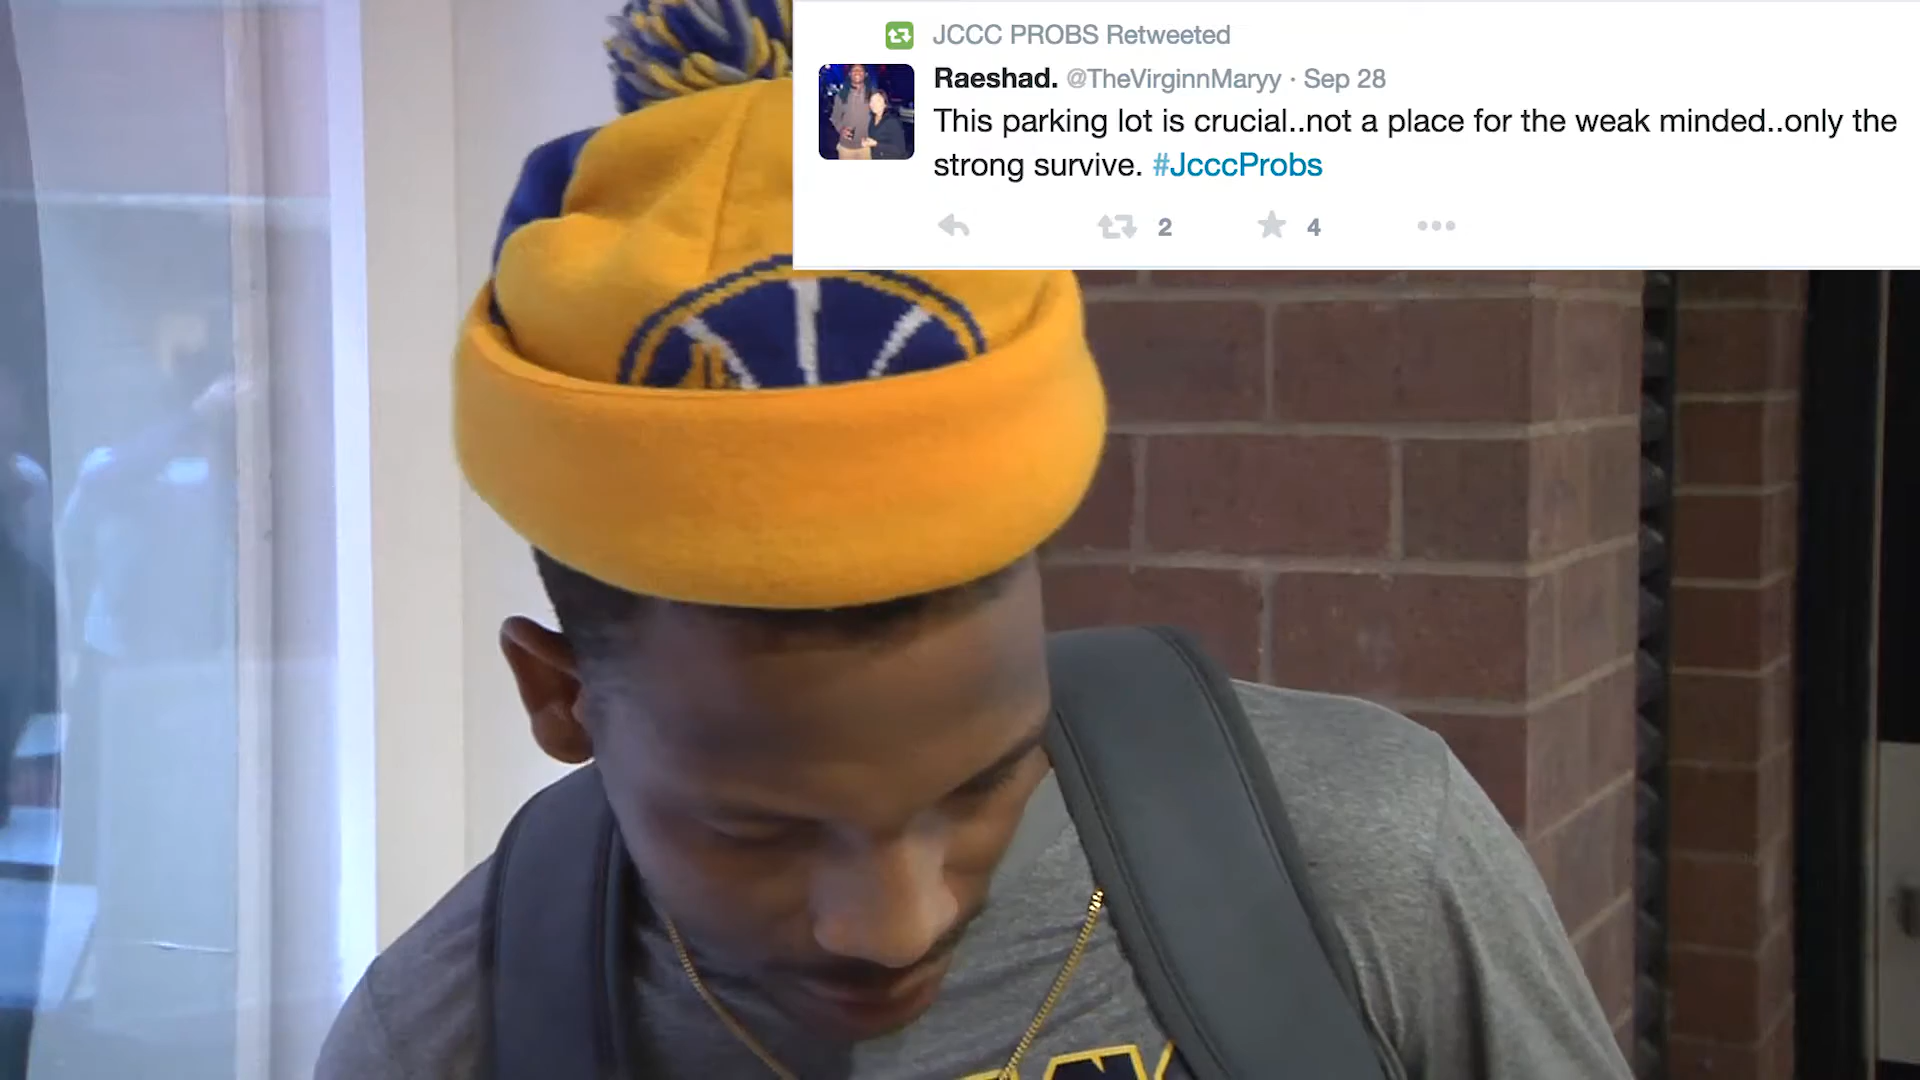 JCCC PROBS Retweeted
Raeshad. @TheVirginnMaryy · Sep 28
This parking lot is crucial..not a place for the weak minded..only the
strong survive. #JcccProbs
2 4